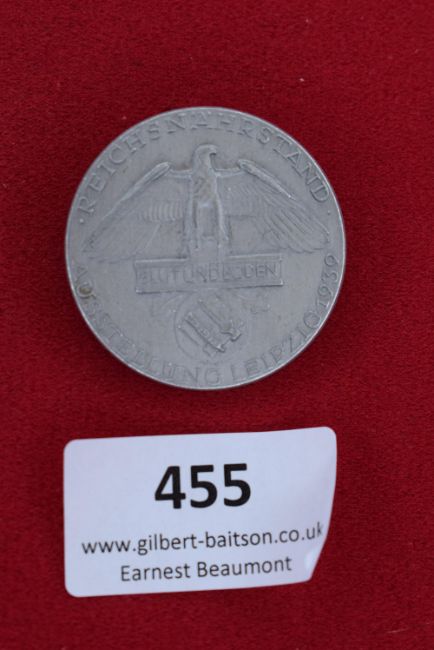 REICHSNÄHRSTAND
BLUT UND BODEN
AUSSTELLUNG LEIPZIG 1939
455
www.gilbert-baitson.co.uk
Earnest Beaumont